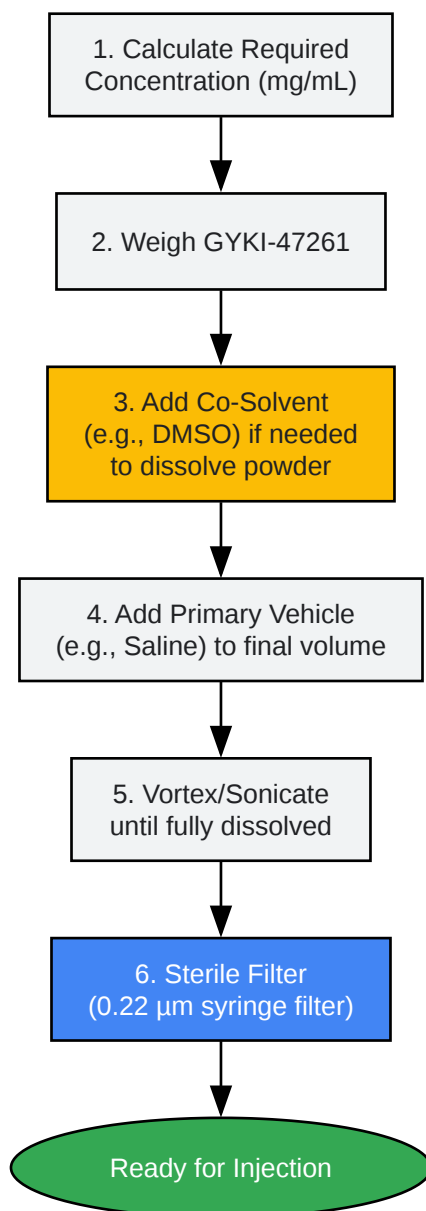 1. Calculate Required
Concentration (mg/mL)
2. Weigh GYKI-47261
3. Add Co-Solvent
(e.g., DMSO) if needed
to dissolve powder
4. Add Primary Vehicle
(e.g., Saline) to final volume
5. Vortex/Sonicate
until fully dissolved
6. Sterile Filter
(0.22 µm syringe filter)
Ready for Injection